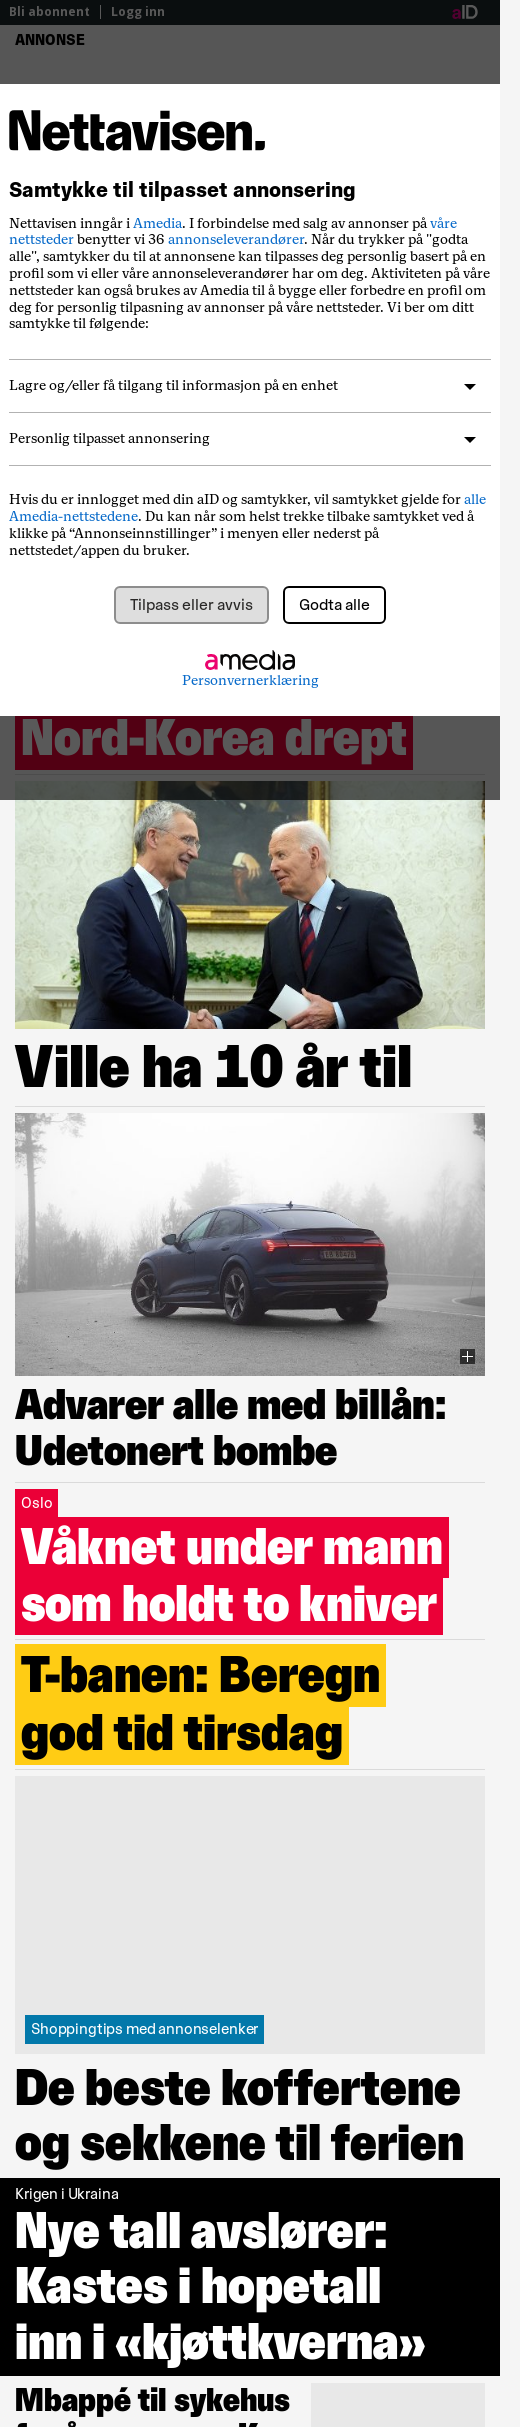 Bli abonnent | Logg inn
aID
ANNONSE
Nettavisen.
Samtykke til tilpasset annonsering
Nettavisen inngår i Amedia. I forbindelse med salg av annonser på våre
nettsteder benytter vi 36 annonseleverandører. Når du trykker på "godta
alle", samtykker du til at annonsene kan tilpasses deg personlig basert på en
profil som vi eller våre annonseleverandører har om deg. Aktiviteten på våre
nettsteder kan også brukes av Amedia til å bygge eller forbedre en profil om
deg for personlig tilpasning av annonser på våre nettsteder. Vi ber om ditt
samtykke til følgende:
Lagre og/eller få tilgang til informasjon på en enhet
Personlig tilpasset annonsering
Hvis du er innlogget med din aID og samtykker, vil samtykket gjelde for alle
Amedia-nettstedene. Du kan når som helst trekke tilbake samtykket ved å
klikke på “Annonseinnstillinger” i menyen eller nederst på
nettstedet/appen du bruker.
Tilpass eller avvis Godta alle
amedia
Personvernerklæring
Nord-Korea drept
Ville ha 10 år til
Advarer alle med billån:
Udetonert bombe
Oslo
Våknet under mann
som holdt to kniver
T-banen: Beregn
god tid tirsdag
Shoppingtips med annonselenker
De beste koffertene
og sekkene til ferien
Krigen i Ukraina
Nye tall avslører:
Kastes i hopetall
inn i «kjøttkverna»
Mbappé til sykehus